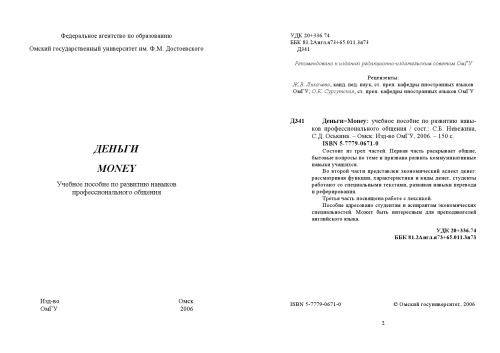 Федеральное агентство по образованию
Омский государственный университет им. Ф.М. Достоевского
ДЕНЬГИ
MONEY
Учебное пособие по развитию навыков
профессионального общения
Изд-во
ОмГУ
Омск
2006
УДК 20+336.74
ББК 81.2Англ.я73+65.011.3я73
Д341
Рекомендовано к изданию редакционно-издательским советом ОмГУ
Рецензенты:
Ж.В. Лихачева, канд. пед. наук, ст. преп. кафедры иностранных языков
ОмГУ; О.К. Сургутская, ст. преп. кафедры иностранных языков ОмГУ
Д341 Деньги=Money: учебное пособие по развитию навы-
ков профессионального общения / сост.: С.Б. Невежина,
С.Д. Оськина. – Омск: Изд-во ОмГУ, 2006. – 150 с.
ISBN 5-7779-0671-0
Состоит из трех частей. Первая часть раскрывает общие,
бытовые вопросы по теме и призвана развить коммуникативные
навыки учащихся.
Во второй части представлен экономический аспект денег:
рассматривая функции, характеристики и виды денег, студенты
работают со специальными текстами, развивая навыки перевода
и реферирования.
Третья часть посвящена работе с лексикой.
Пособие адресовано студентам и аспирантам экономических
специальностей. Может быть интересным для преподавателей
английского языка.
УДК 20+336.74
ББК 81.2Англ.я73+65.011.3я73
ISBN 5-7779-0671-0
© Омский госуниверситет, 2006
2